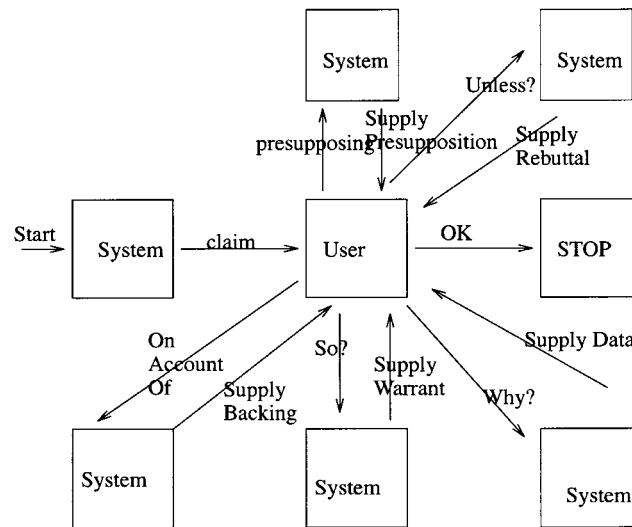 System
System
Unless?
Supply
Presupposition
presupposing
Supply
Rebuttal
Start
System
claim
User
OK
STOP
On
Account
Of
Supply
Backing
So?
Supply
Warrant
Why?
Supply Data
System
System
System